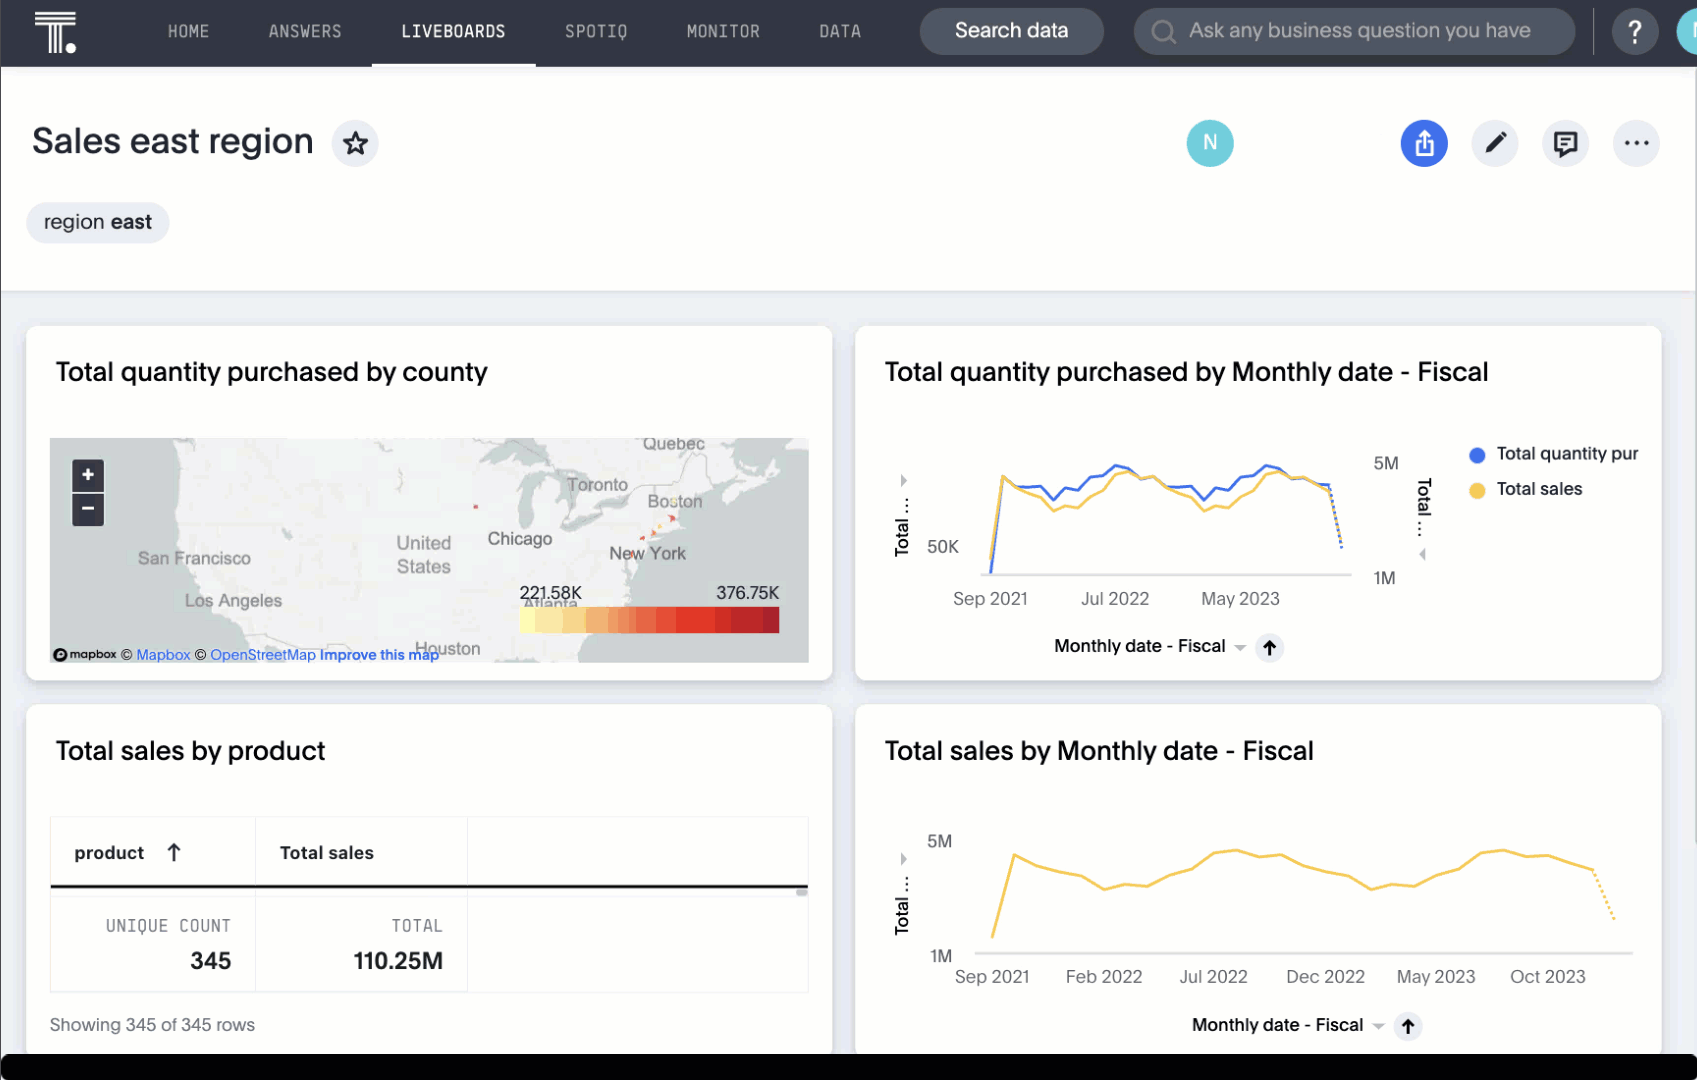 HOME ANSWERS LIVEBOARDS SPOTIQ MONITOR DATA Search data Ask any business question you have ?
Sales east region
N
region east
Total quantity purchased by county
Quebec
Toronto
Boston
Chicago
New York
United
States
San Francisco
Los Angeles
Atlanta
Houston
+
−
221.58K 376.75K
mapbox © Mapbox © OpenStreetMap Improve this map
Total quantity purchased by Monthly date - Fiscal
Total ...
50K
5M
1M
Total ...
Total quantity pur
Total sales
Sep 2021 Jul 2022 May 2023
Monthly date - Fiscal
Total sales by product
product Total sales
UNIQUE COUNT TOTAL
345 110.25M
Showing 345 of 345 rows
Total sales by Monthly date - Fiscal
5M
Total ...
1M
Sep 2021 Feb 2022 Jul 2022 Dec 2022 May 2023 Oct 2023
Monthly date - Fiscal